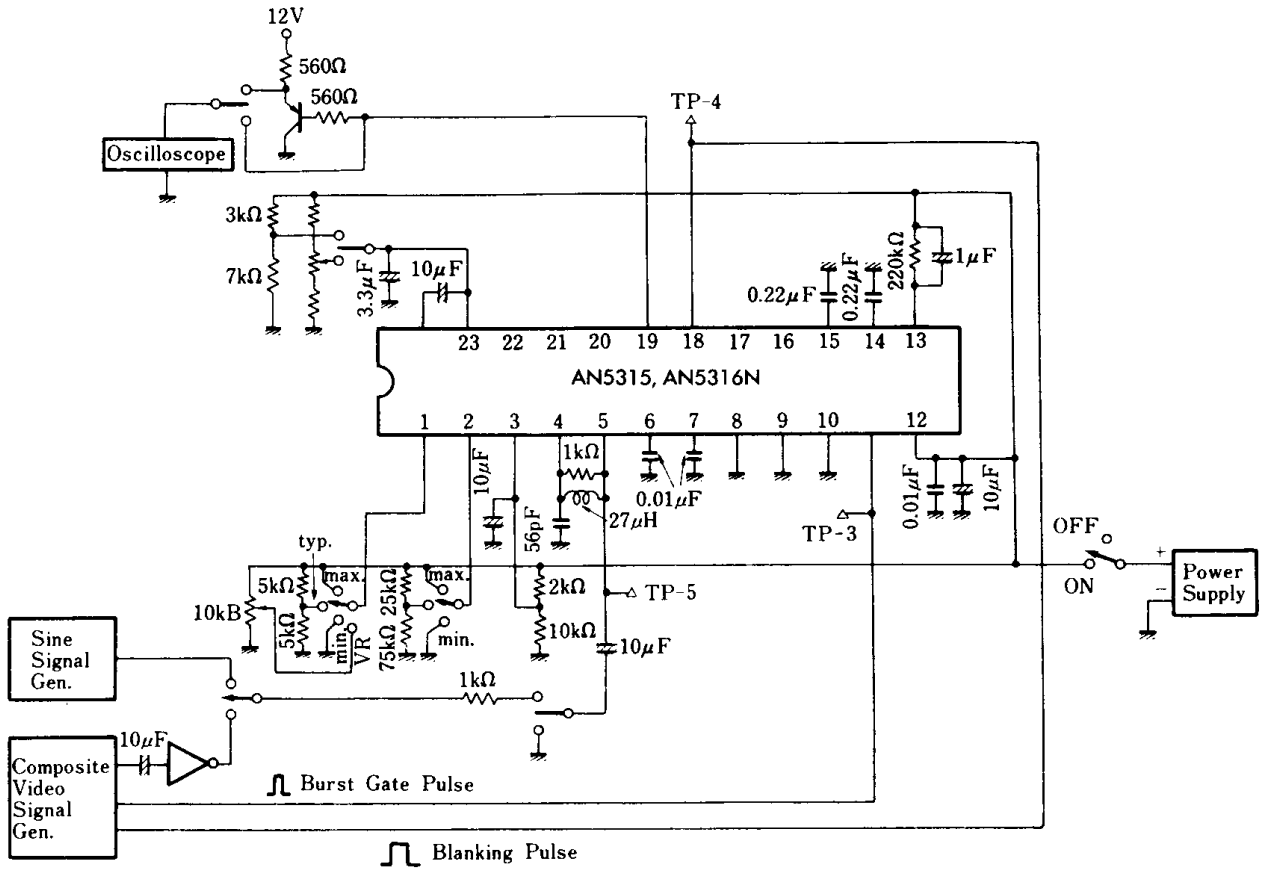 12V
560Ω
560Ω
TP-4
Oscilloscope
3kΩ
7kΩ
3.3μF
10μF
0.22μF
0.22μF
220kΩ
1μF
23 22 21 20 19 18 17 16 15 14 13
AN5315, AN5316N
1 2 3 4 5 6 7 8 9 10 12
10μF
1kΩ
56pF
0.01μF
27μH
TP-3
0.01μF
10μF
OFF
ON
+
−
Power
Supply
typ.
max.
max.
5kΩ
25kΩ
2kΩ
TP-5
10kB
5kΩ
min.
VR
75kΩ
min.
10kΩ
10μF
Sine
Signal
Gen.
1kΩ
10μF
Composite
Video
Signal
Gen.
Burst Gate Pulse
Blanking Pulse